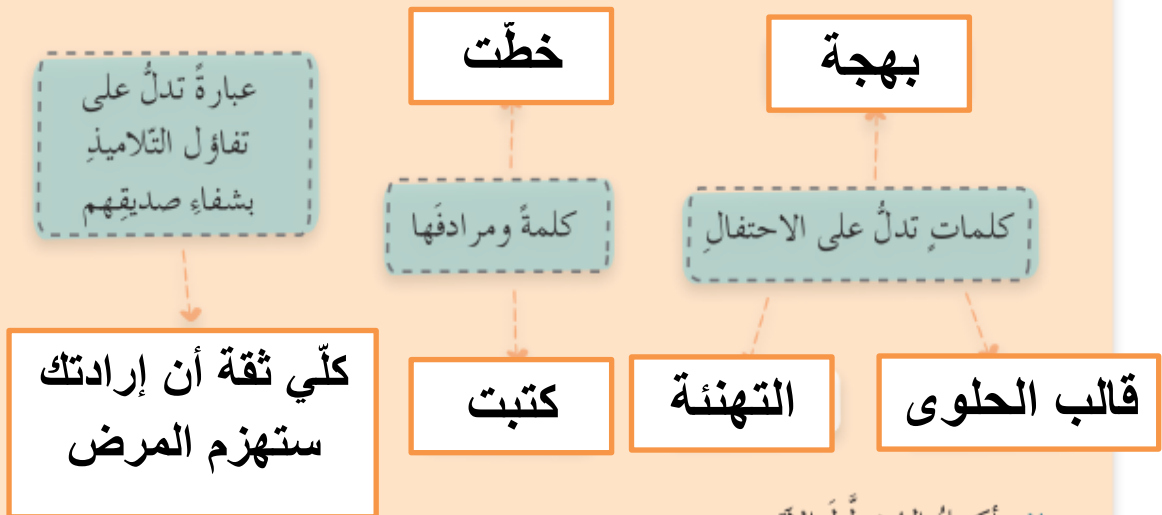 بهجة
كلماتٍ تدلُّ على الاحتفالِ
قالب الحلوى
التهنئة
خطّت
كلمةً ومرادفَها
كتبت
عبارةً تدلُّ على
تفاؤل التّلاميذِ
بشفاءِ صديقِهم
كلّي ثقة أن إرادتك
ستهزم المرض